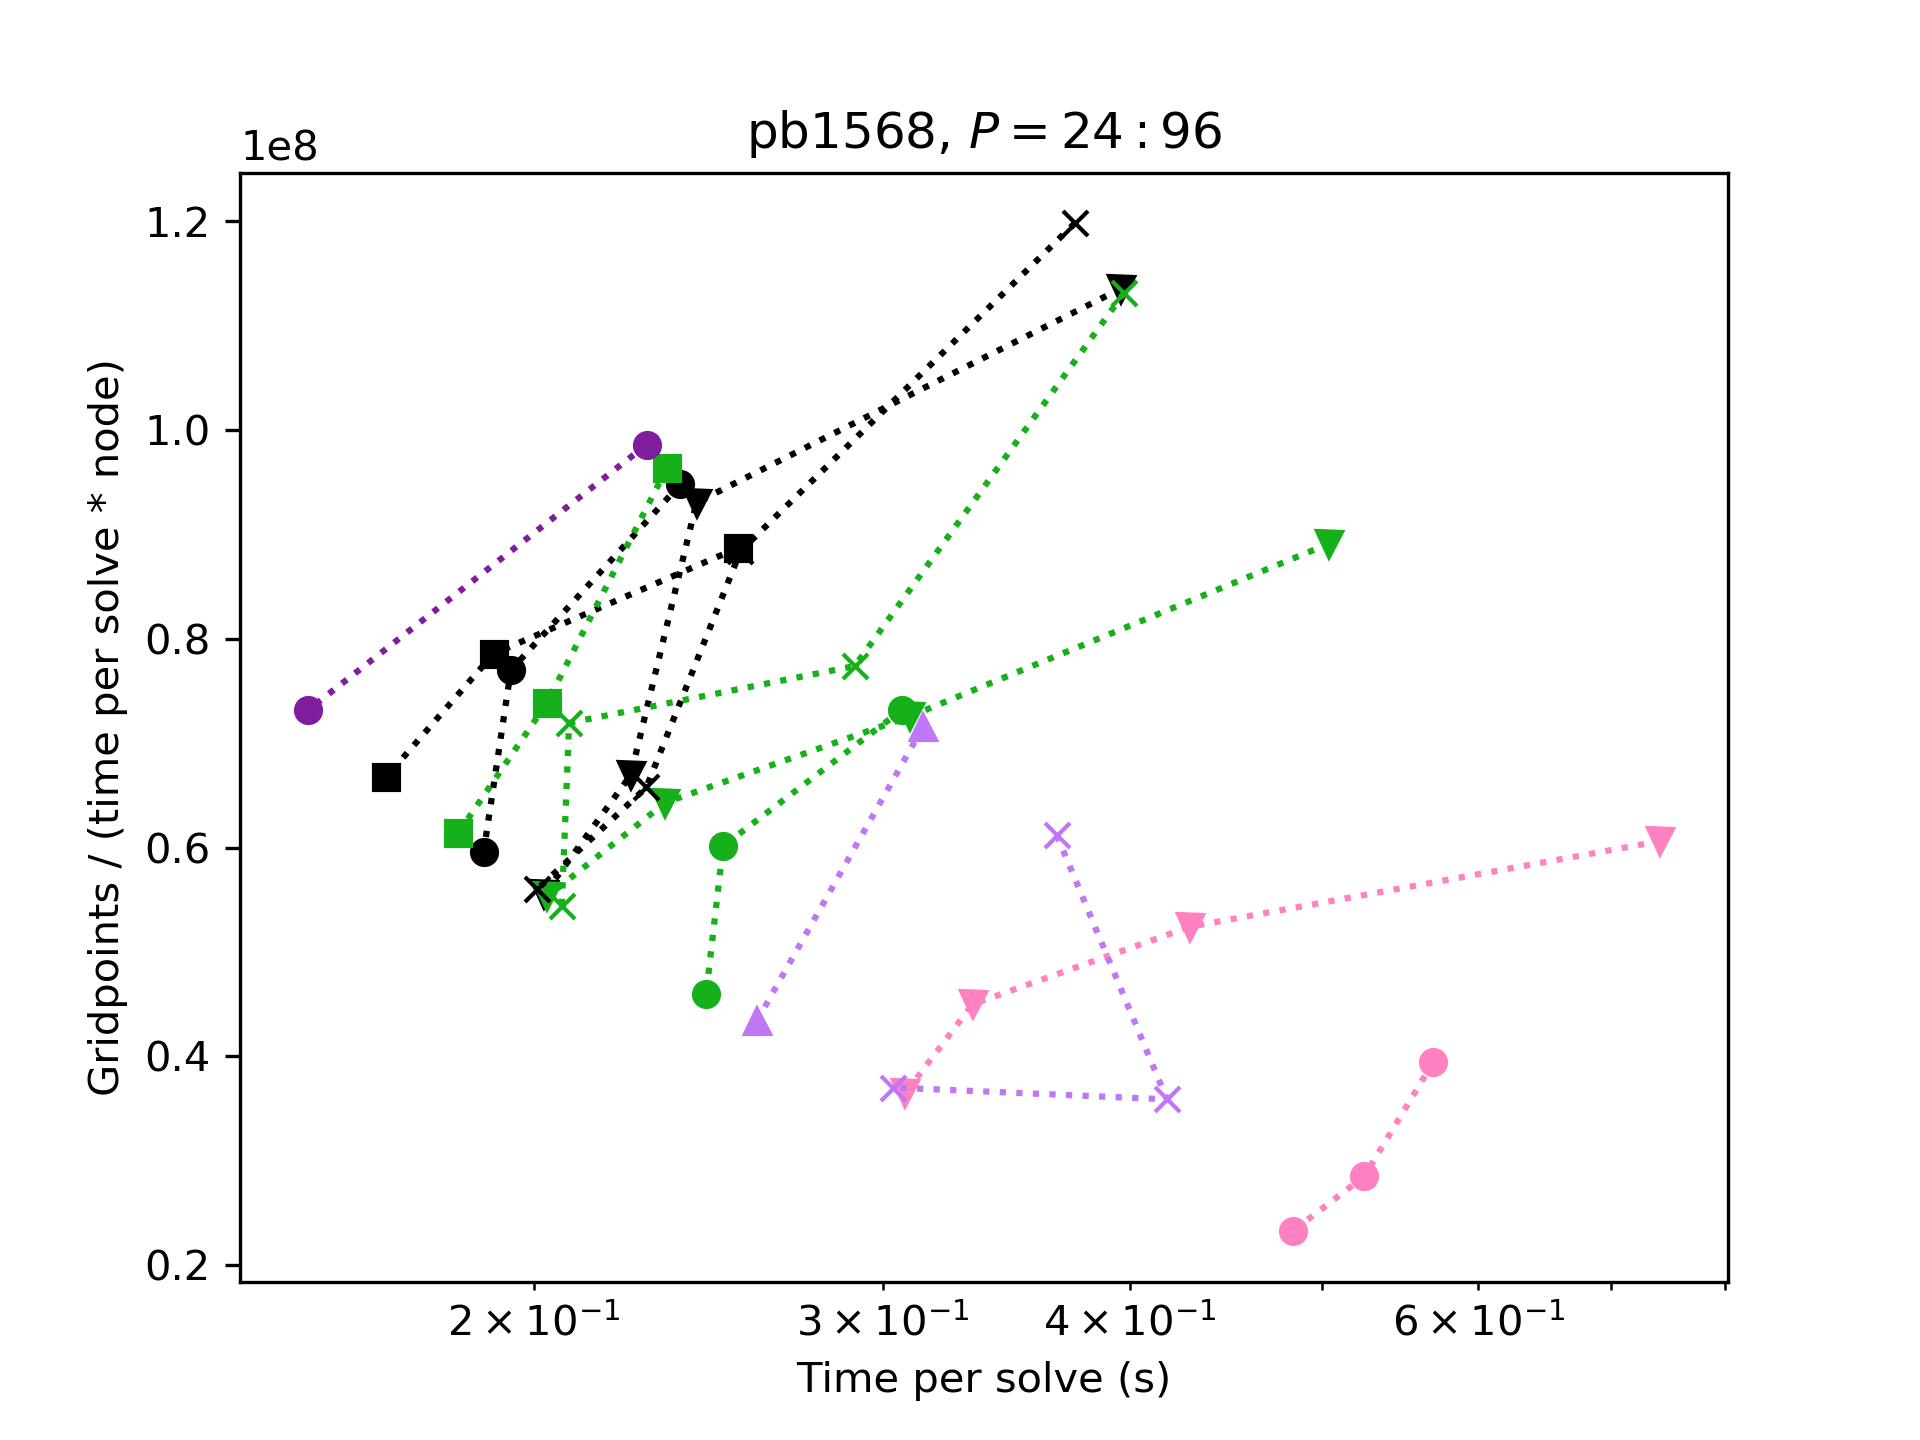 pb1568, P = 24 : 96
1e8
1.2
1.0
0.8
0.6
0.4
0.2
Gridpoints / (time per solve * node)
2 × 10⁻¹ 3 × 10⁻¹ 4 × 10⁻¹ 6 × 10⁻¹
Time per solve (s)